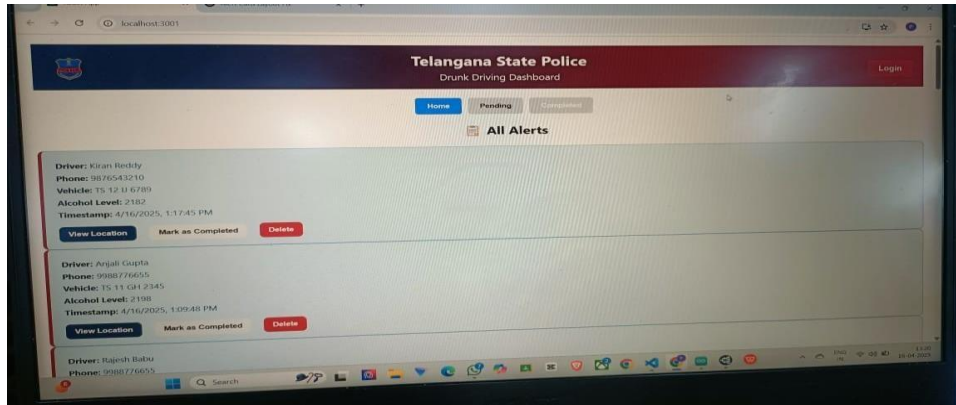 localhost:3001
Telangana State Police
Drunk Driving Dashboard
Login
Home Pending Completed
All Alerts
Driver: Kiran Reddy
Phone: 9876543210
Vehicle: TS 12 IJ 6789
Alcohol Level: 2182
Timestamp: 4/16/2025, 1:17:45 PM
View Location Mark as Completed Delete
Driver: Anjali Gupta
Phone: 9988776655
Vehicle: TS 11 GH 2345
Alcohol Level: 2198
Timestamp: 4/16/2025, 1:09:48 PM
View Location Mark as Completed Delete
Driver: Rajesh Babu
Phone: 9988776655
Search
ENG
IN